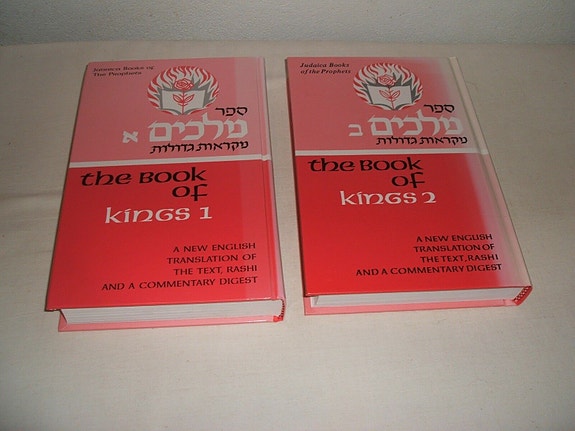 Judaica Books of
The Prophets
ספר
מלכים א
מקראות גדולות
the BOOK
of
Kings 1
A NEW ENGLISH
TRANSLATION OF
THE TEXT, RASHI
AND A COMMENTARY DIGEST
Judaica Books
of the Prophets
ספר
מלכים ב
מקראות גדולות
the BOOK
of
Kings 2
A NEW ENGLISH
TRANSLATION OF
THE TEXT, RASHI
AND A COMMENTARY DIGEST